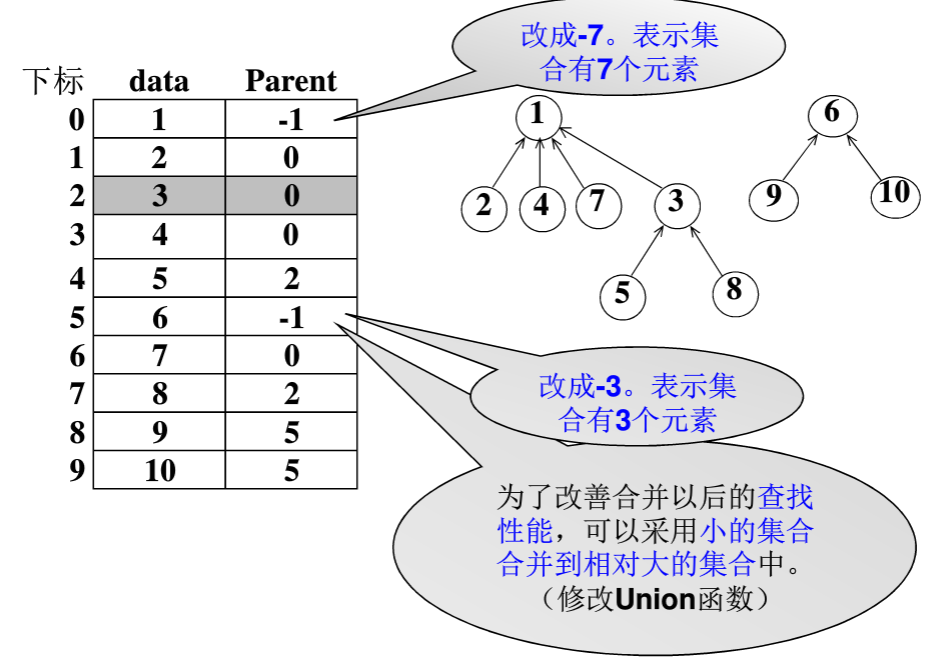 改成-7。表示集
合有7个元素
下标 data Parent
0 1 -1
1 2 0
2 3 0
3 4 0
4 5 2
5 6 -1
6 7 0
7 8 2
8 9 5
9 10 5
1
2 4 7 3
5 8
6
9 10
改成-3。表示集
合有3个元素
为了改善合并以后的查找
性能，可以采用小的集合
合并到相对大的集合中。
（修改Union函数）